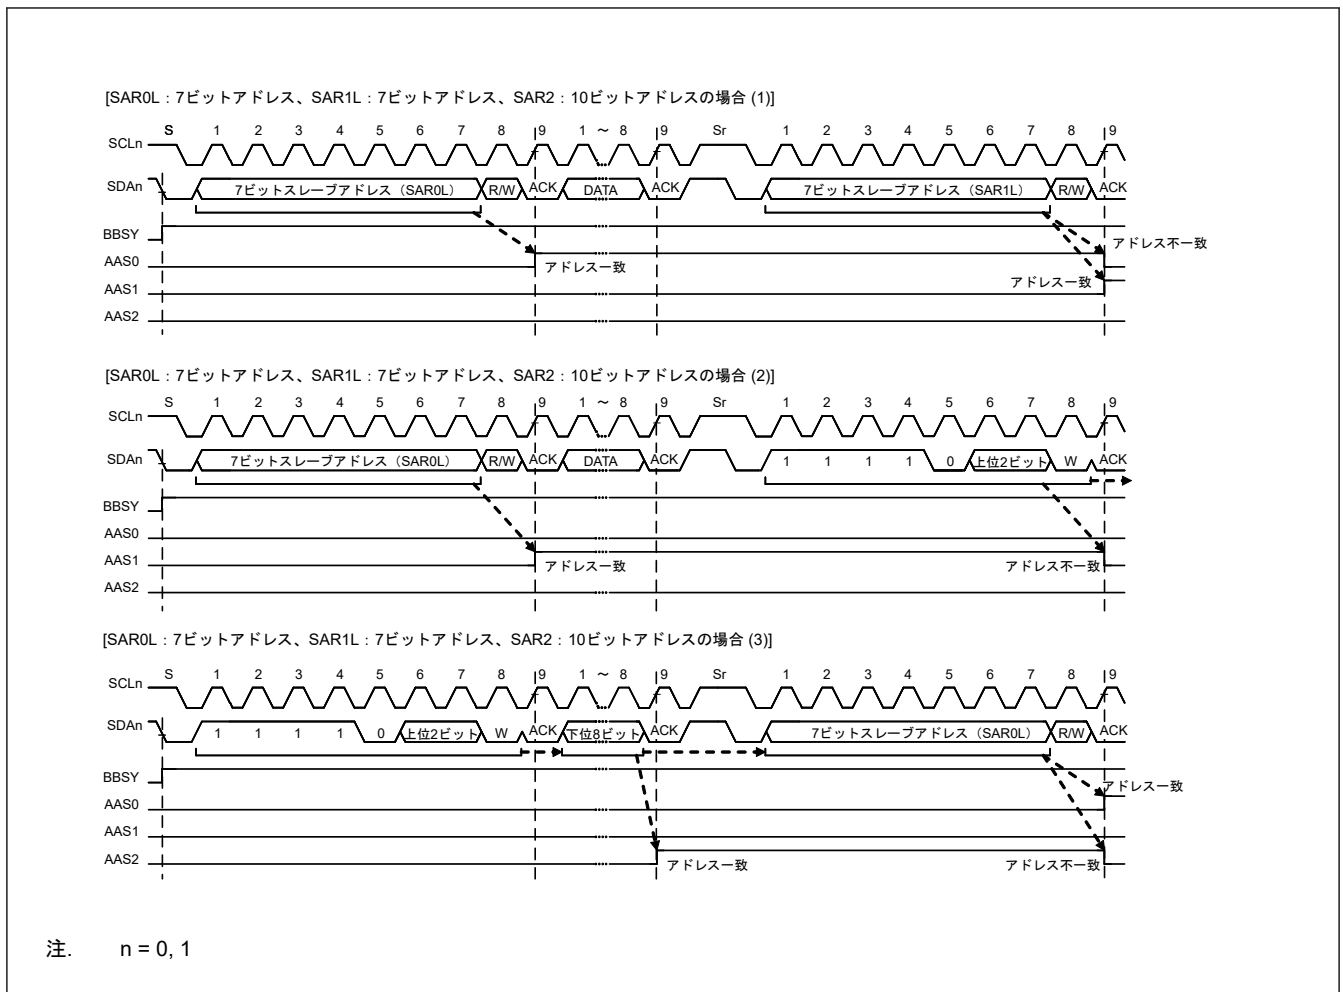 [SAR0L：7ビットアドレス、SAR1L：7ビットアドレス、SAR2：10ビットアドレスの場合 (1)]
S 1 2 3 4 5 6 7 8 9 1 ～ 8 9 Sr 1 2 3 4 5 6 7 8 9
SCLn
SDAn 7ビットスレーブアドレス（SAR0L） R/W ACK DATA ACK 7ビットスレーブアドレス（SAR1L） R/W ACK
BBSY
アドレス不一致
AAS0 アドレス一致
AAS1 アドレス一致
AAS2
[SAR0L：7ビットアドレス、SAR1L：7ビットアドレス、SAR2：10ビットアドレスの場合 (2)]
S 1 2 3 4 5 6 7 8 9 1 ～ 8 9 Sr 1 2 3 4 5 6 7 8 9
SCLn
SDAn 7ビットスレーブアドレス（SAR0L） R/W ACK DATA ACK 1 1 1 1 0 上位2ビット W ACK
BBSY
AAS0
AAS1 アドレス一致 アドレス不一致
AAS2
[SAR0L：7ビットアドレス、SAR1L：7ビットアドレス、SAR2：10ビットアドレスの場合 (3)]
S 1 2 3 4 5 6 7 8 9 1 ～ 8 9 Sr 1 2 3 4 5 6 7 8 9
SCLn
SDAn 1 1 1 1 0 上位2ビット W ACK 下位8ビット ACK 7ビットスレーブアドレス（SAR0L） R/W ACK
BBSY
アドレス一致
AAS0
AAS1
AAS2 アドレス一致 アドレス不一致
注. n = 0, 1